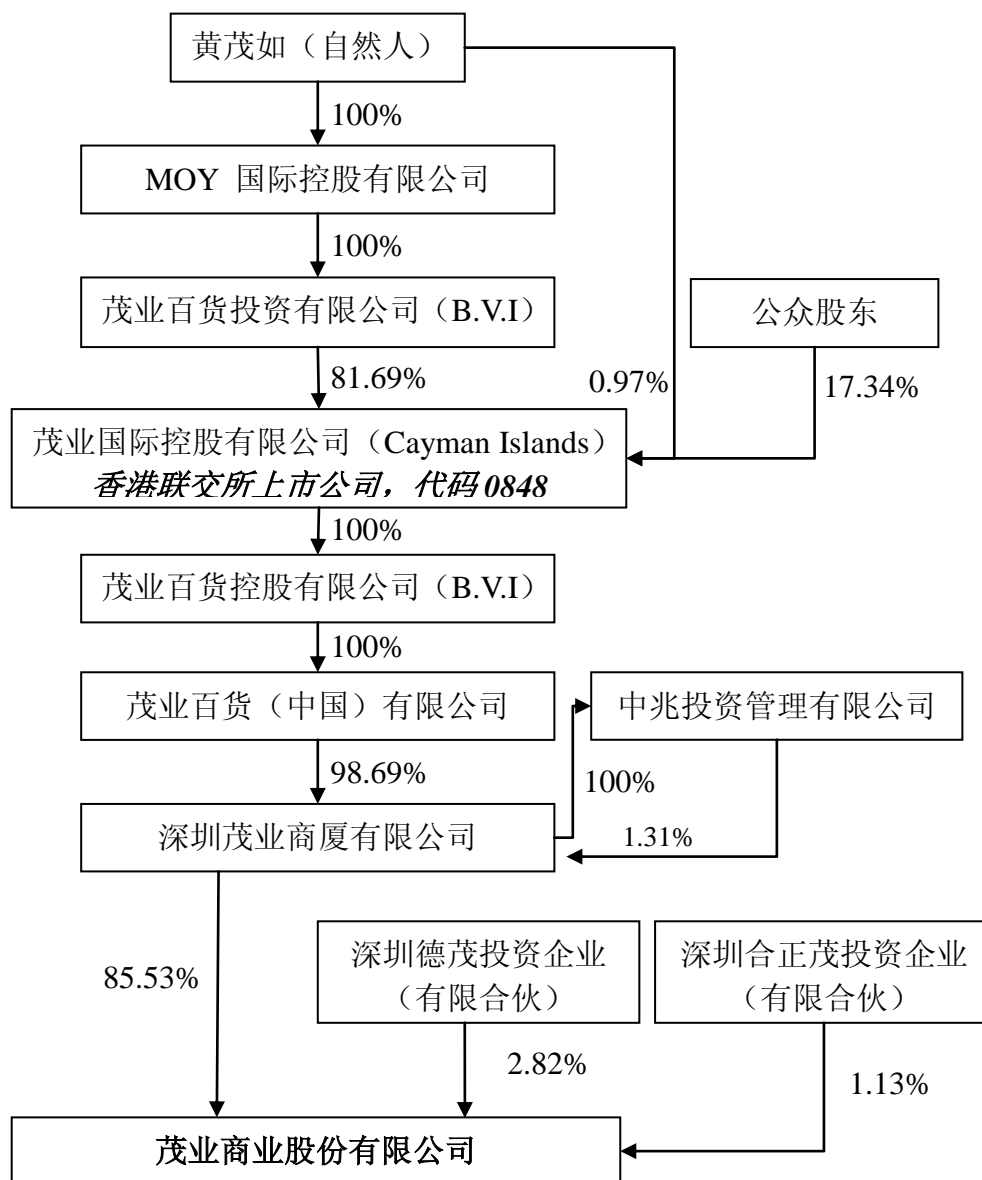 黄茂如（自然人）
100%
MOY 国际控股有限公司
100%
茂业百货投资有限公司（B.V.I）
公众股东
81.69%
0.97%
17.34%
茂业国际控股有限公司（Cayman Islands）
香港联交所上市公司，代码 0848
100%
茂业百货控股有限公司（B.V.I）
100%
茂业百货（中国）有限公司
中兆投资管理有限公司
98.69%
100%
深圳茂业商厦有限公司
1.31%
85.53%
深圳德茂投资企业
（有限合伙）
深圳合正茂投资企业
（有限合伙）
2.82%
1.13%
茂业商业股份有限公司